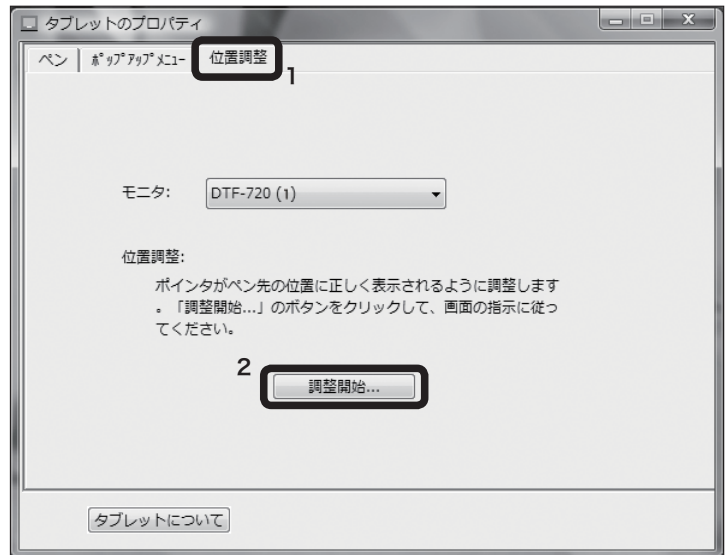 タブレットのプロパティ
ペン ﾎﾟｯﾌﾟｱｯﾌﾟﾒﾆｭｰ 位置調整
1
モニタ: DTF-720 (1)
位置調整:
ポインタがペン先の位置に正しく表示されるように調整します
。「調整開始...」のボタンをクリックして、画面の指示に従っ
てください。
2
調整開始...
タブレットについて